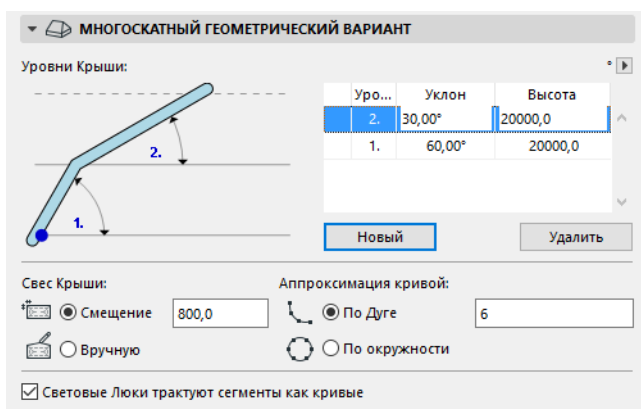 МНОГОСКАТНЫЙ ГЕОМЕТРИЧЕСКИЙ ВАРИАНТ
Уровни Крыши:
°
Уро... Уклон Высота
2. 30,00° 20000,0
1. 60,00° 20000,0
2.
1.
Новый Удалить
Свес Крыши: Аппроксимация кривой:
Смещение 800,0 По Дуге 6
Вручную По окружности
Световые Люки трактуют сегменты как кривые